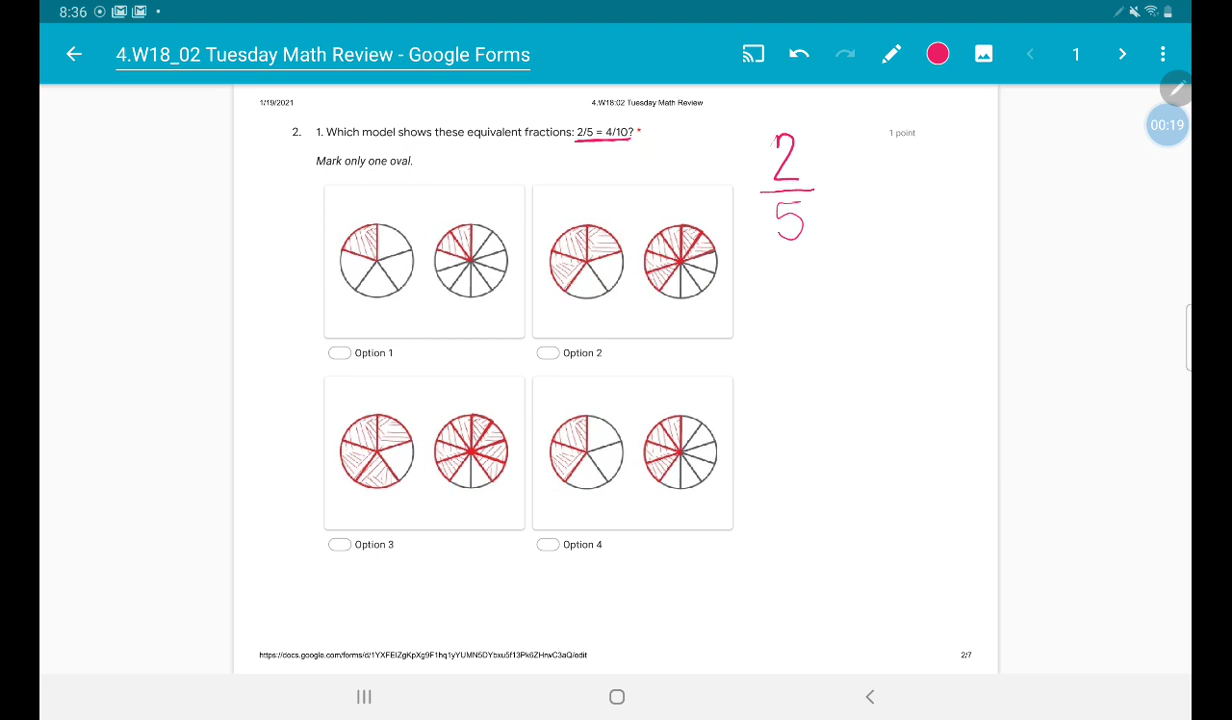 8:36
4.W18_02 Tuesday Math Review - Google Forms
1
00:19
1/19/2021
4.W18:02 Tuesday Math Review
2. 1. Which model shows these equivalent fractions: 2/5 = 4/10? *
1 point
Mark only one oval.
2
5
Option 1
Option 2
Option 3
Option 4
2/7